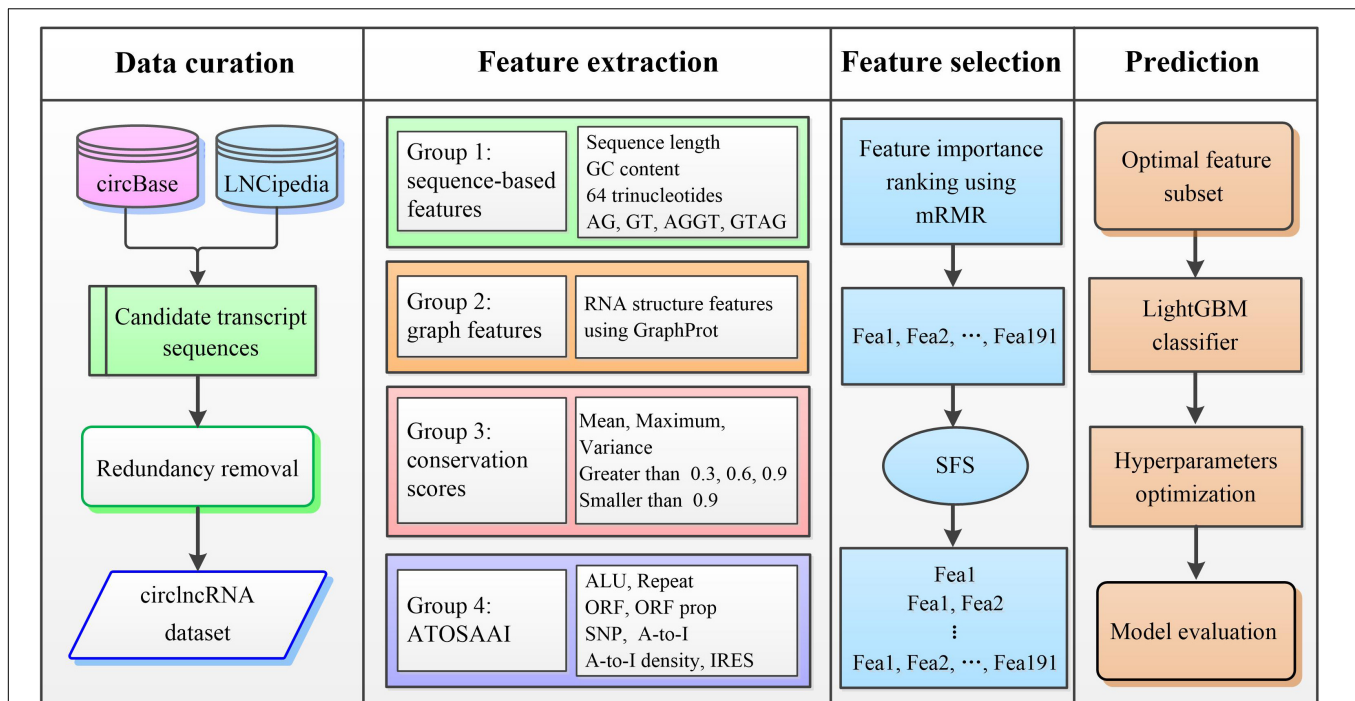 Data curation
Feature extraction
Feature selection
Prediction
circBase
LNCipedia
Candidate transcript
sequences
Redundancy removal
circlncRNA
dataset
Group 1:
sequence-based
features
Sequence length
GC content
64 trinucleotides
AG, GT, AGGT, GTAG
Group 2:
graph features
RNA structure features
using GraphProt
Group 3:
conservation
scores
Mean, Maximum,
Variance
Greater than 0.3, 0.6, 0.9
Smaller than 0.9
Group 4:
ATOSAAI
ALU, Repeat
ORF, ORF prop
SNP, A-to-I
A-to-I density, IRES
Feature importance
ranking using
mRMR
Fea1, Fea2, ···, Fea191
SFS
Fea1
Fea1, Fea2
⋮
Fea1, Fea2, ···, Fea191
Optimal feature
subset
LightGBM
classifier
Hyperparameters
optimization
Model evaluation